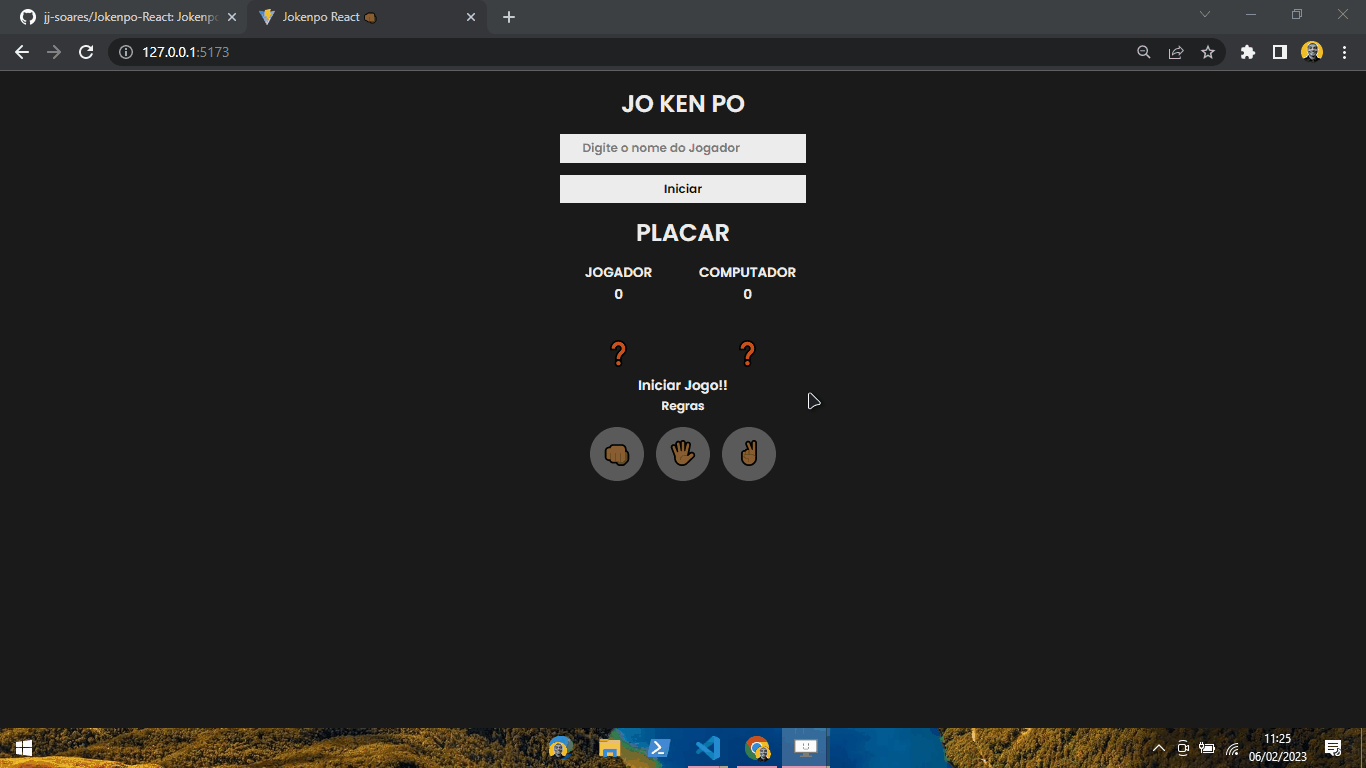 jj-soares/Jokenpo-React: Jokenpo
Jokenpo React
127.0.0.1:5173
JO KEN PO
Digite o nome do Jogador
Iniciar
PLACAR
JOGADOR COMPUTADOR
0 0
Iniciar Jogo!!
Regras
11:25
06/02/2023